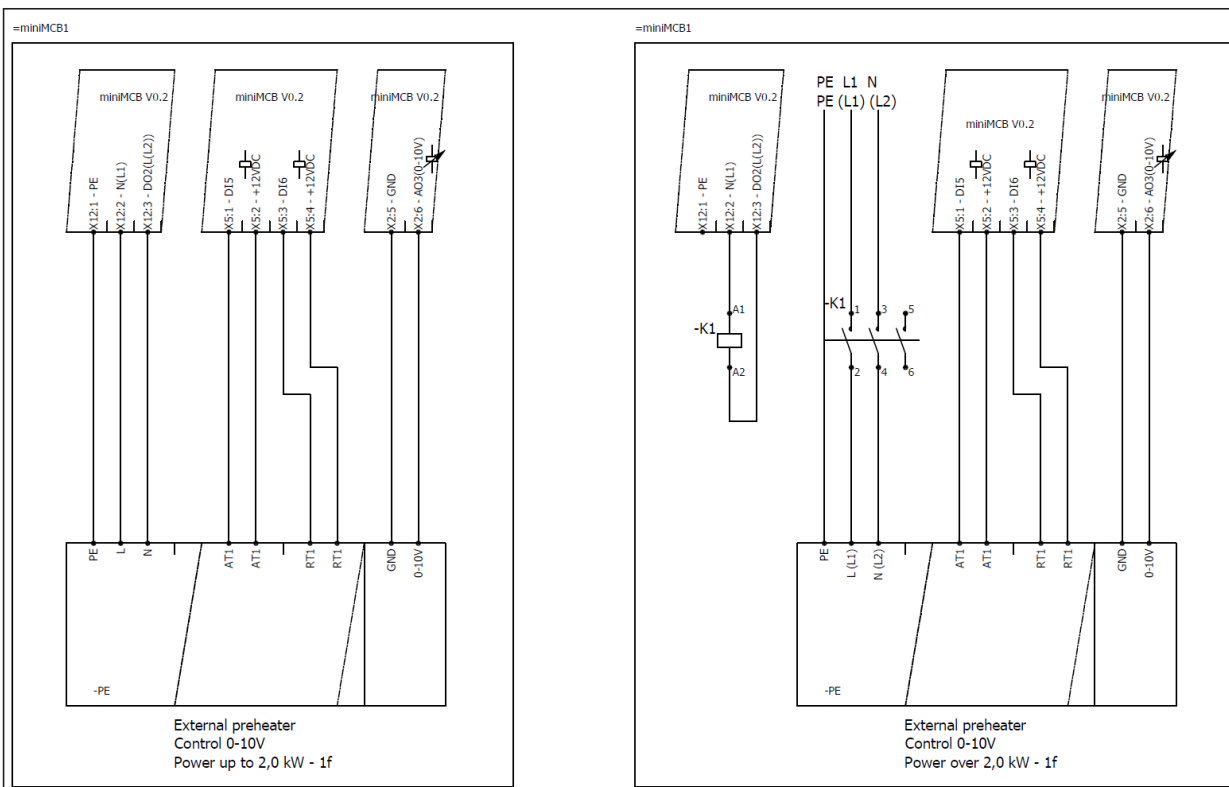 =miniMCB1
miniMCB V0.2
miniMCB V0.2
miniMCB V0.2
X12:1 - PE
X12:2 - N(L1)
X12:3 - DO2(L(L2))
X5:1 - DI5
X5:2 - +12VDC
X5:3 - DI6
X5:4 - +12VDC
X2:5 - GND
X2:6 - AO3(0-10V)
PE
L
N
AT1
AT1
RT1
RT1
GND
0-10V
-PE
External preheater
Control 0-10V
Power up to 2,0 kW - 1f
=miniMCB1
miniMCB V0.2
PE L1 N
PE (L1) (L2)
miniMCB V0.2
miniMCB V0.2
X12:1 - PE
X12:2 - N(L1)
X12:3 - DO2(L(L2))
X5:1 - DI5
X5:2 - +12VDC
X5:3 - DI6
X5:4 - +12VDC
X2:5 - GND
X2:6 - AO3(0-10V)
A1
-K1
A2
-K1
1
3
5
2
4
6
PE
L (L1)
N (L2)
AT1
AT1
RT1
RT1
GND
0-10V
-PE
External preheater
Control 0-10V
Power over 2,0 kW - 1f